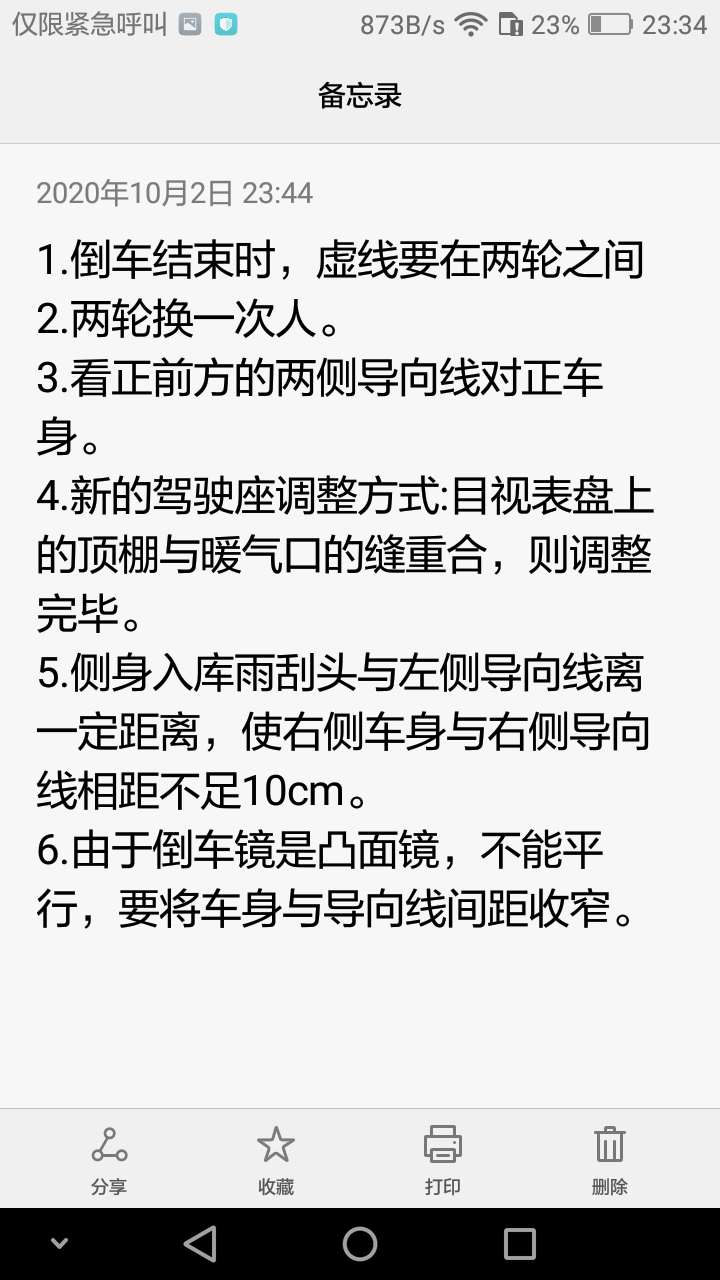 仅限紧急呼叫 873B/s 23% 23:34
备忘录
2020年10月2日 23:44
1.倒车结束时，虚线要在两轮之间
2.两轮换一次人。
3.看正前方的两侧导向线对正车
身。
4.新的驾驶座调整方式:目视表盘上
的顶棚与暖气口的缝重合，则调整
完毕。
5.侧身入库雨刮头与左侧导向线离
一定距离，使右侧车身与右侧导向
线相距不足10cm。
6.由于倒车镜是凸面镜，不能平
行，要将车身与导向线间距收窄。
分享 收藏 打印 删除